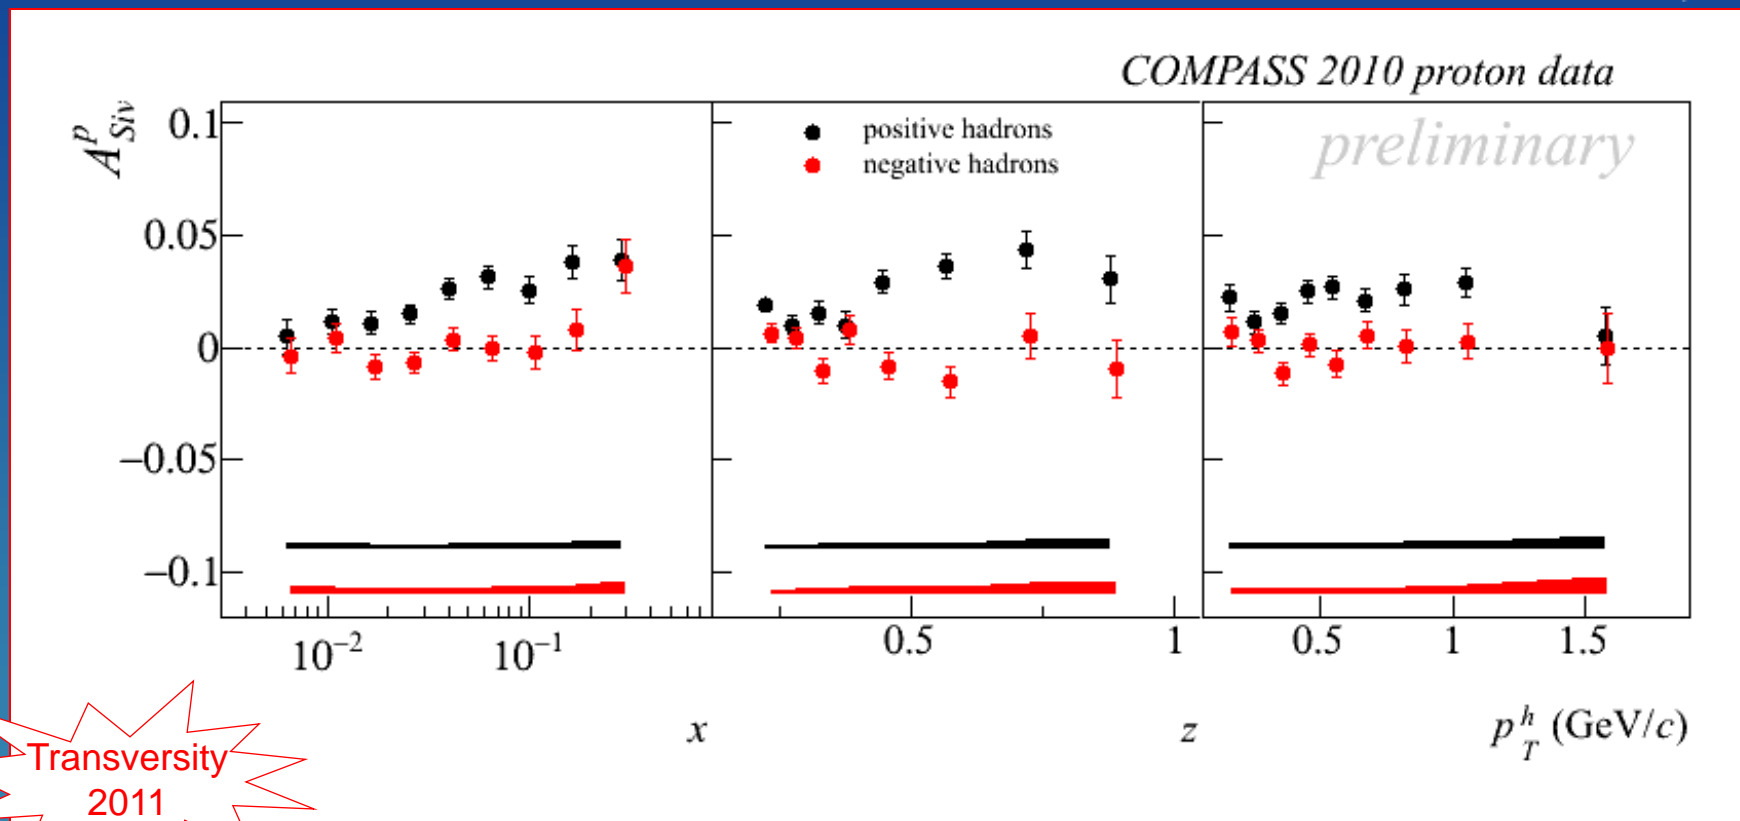 COMPASS 2010 proton data
A^p_Siv
0.1
0.05
0
−0.05
−0.1
positive hadrons
negative hadrons
preliminary
10^−2
10^−1
0.5
1
0.5
1
1.5
x
z
p_T^h (GeV/c)
Transversity
2011